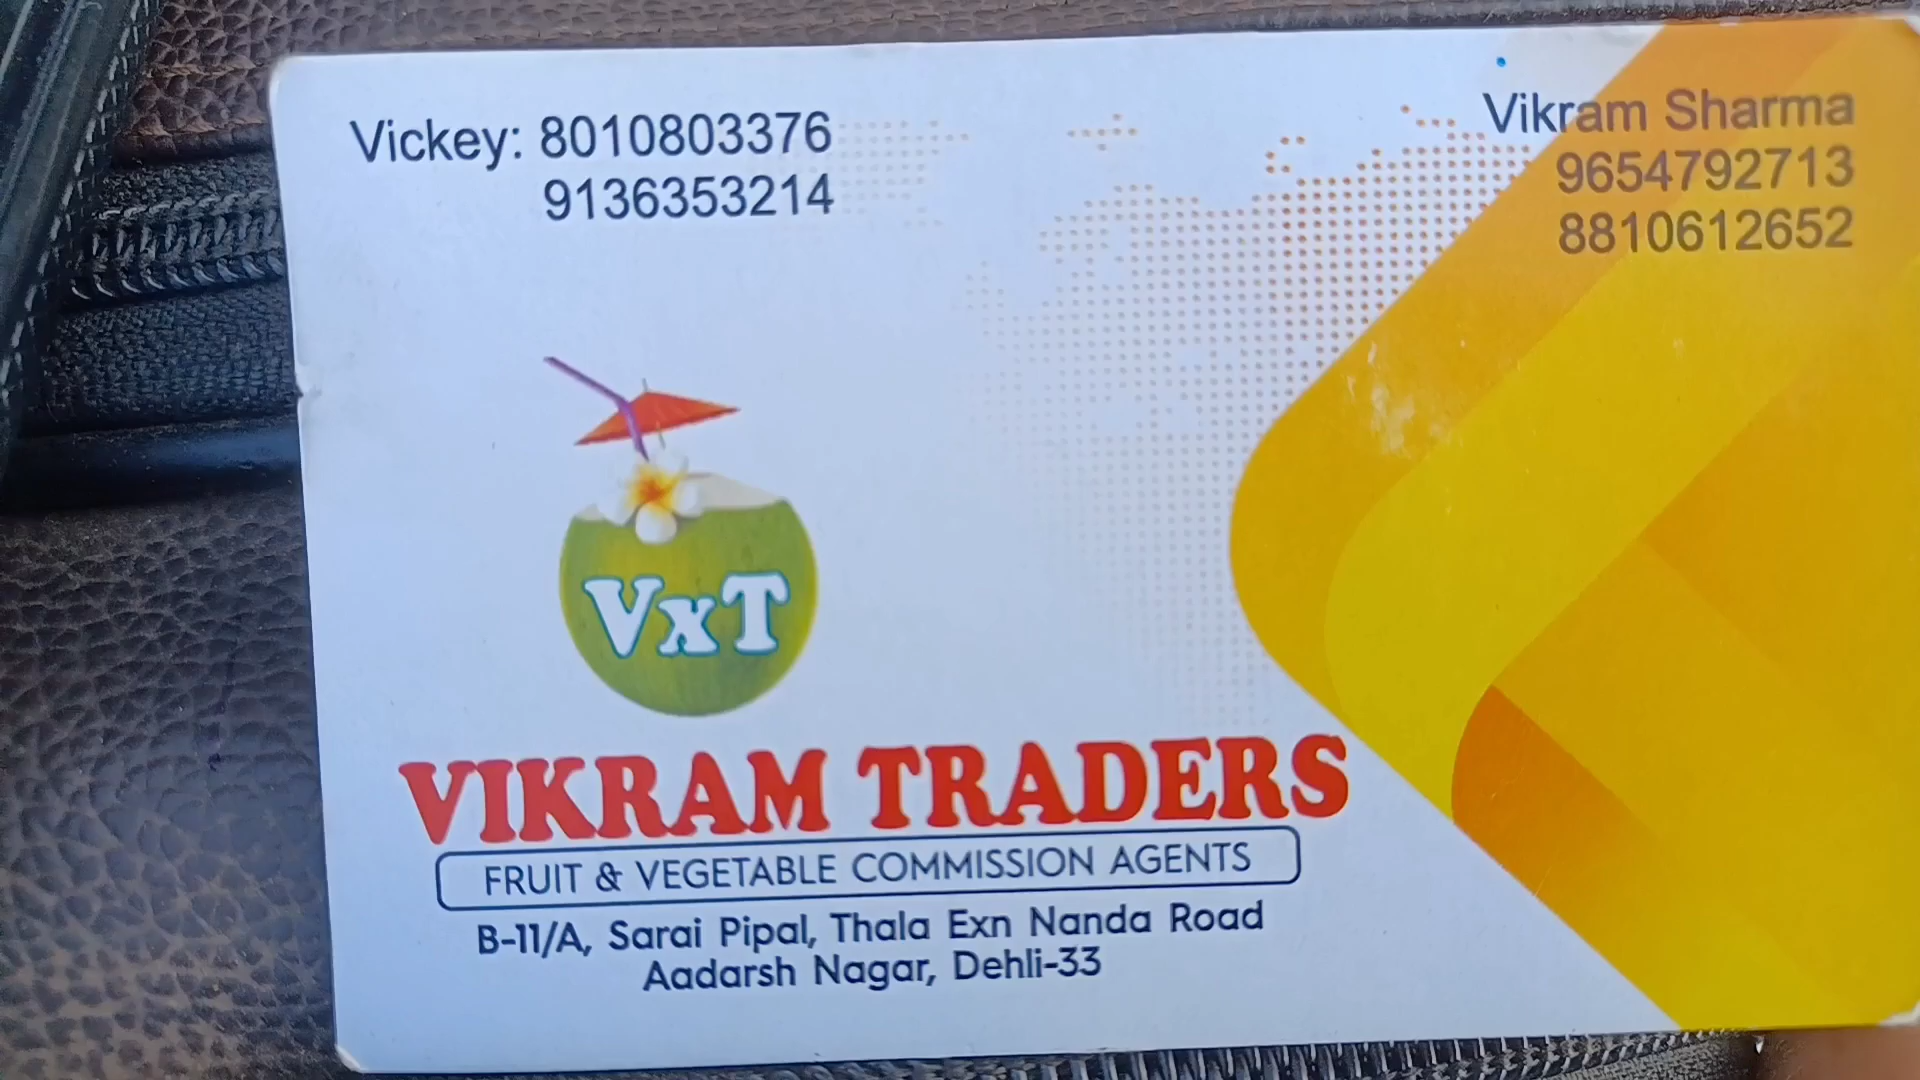 Vickey: 8010803376
9136353214
Vikram Sharma
9654792713
8810612652
VxT
VIKRAM TRADERS
FRUIT & VEGETABLE COMMISSION AGENTS
B-11/A, Sarai Pipal, Thala Exn Nanda Road
Aadarsh Nagar, Dehli-33